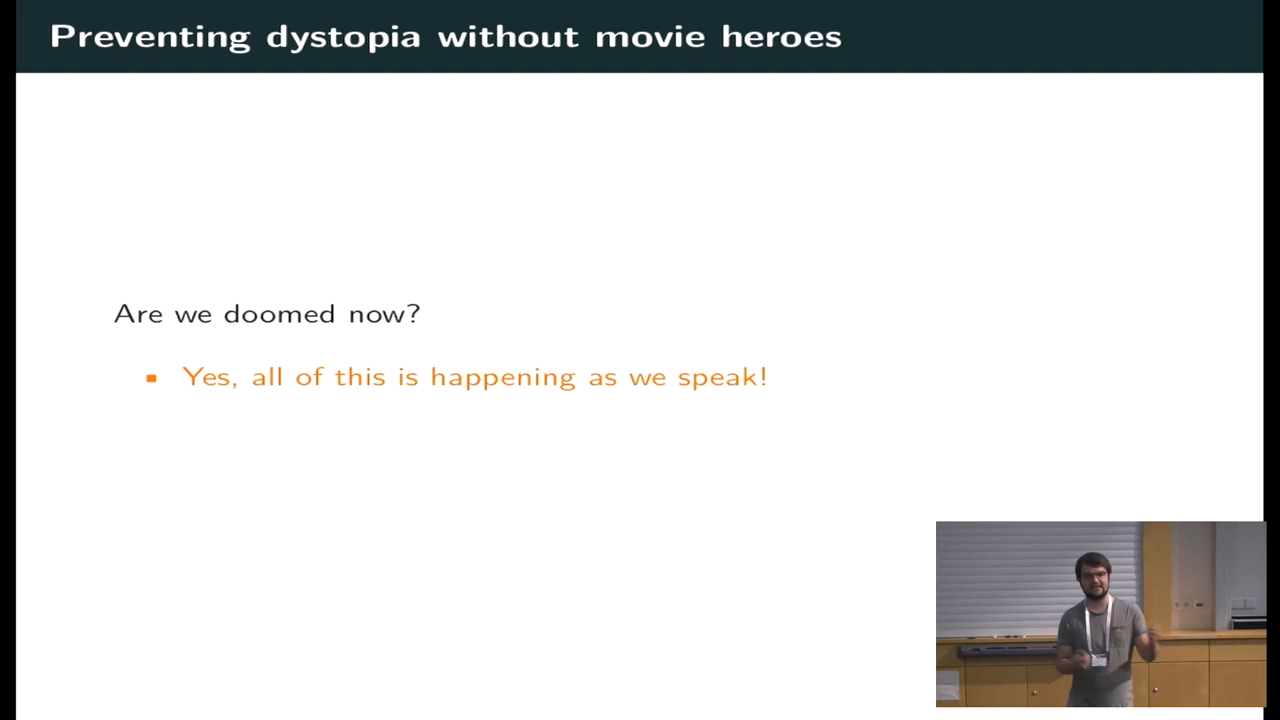 Preventing dystopia without movie heroes
Are we doomed now?
Yes, all of this is happening as we speak!